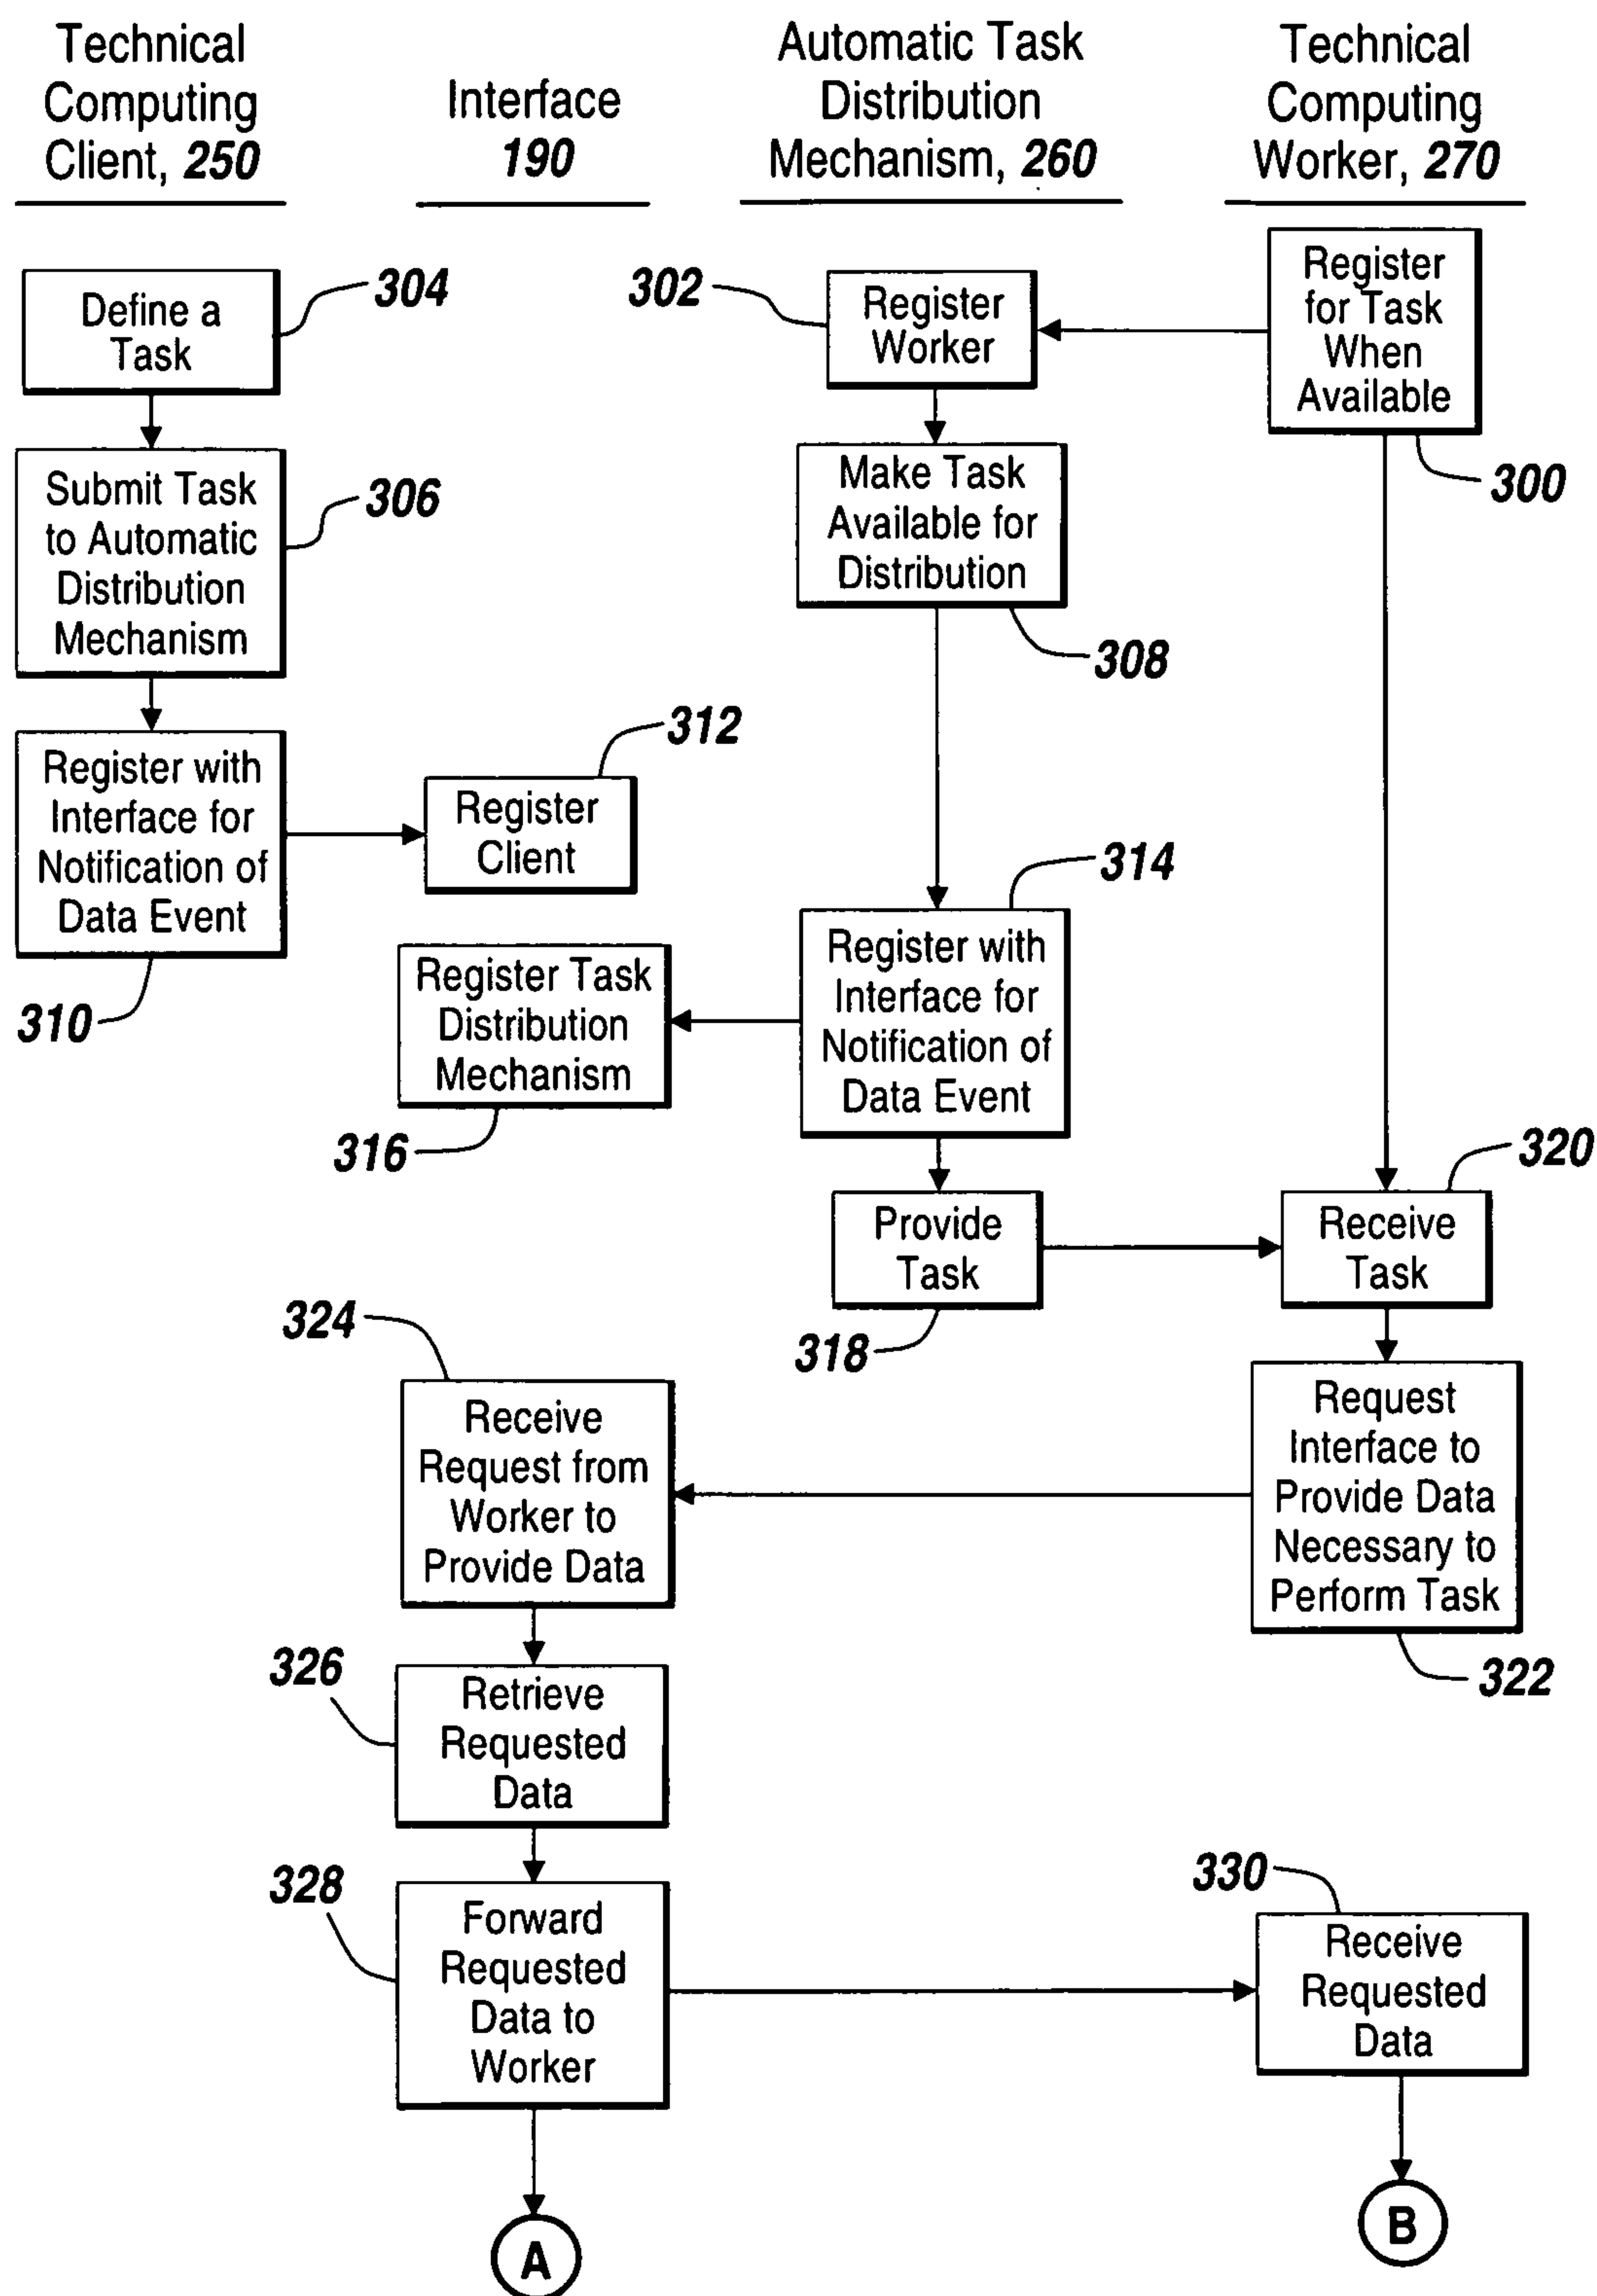 Technical
Computing
Client, 250
Interface
190
Automatic Task
Distribution
Mechanism, 260
Technical
Computing
Worker, 270
Define a
Task
304
302
Register
Worker
Register
for Task
When
Available
300
Submit Task
to Automatic
Distribution
Mechanism
306
Make Task
Available for
Distribution
308
Register with
Interface for
Notification of
Data Event
310
312
Register
Client
314
Register with
Interface for
Notification of
Data Event
Register Task
Distribution
Mechanism
316
Provide
Task
318
320
Receive
Task
324
Receive
Request from
Worker to
Provide Data
Request
Interface to
Provide Data
Necessary to
Perform Task
322
326
Retrieve
Requested
Data
328
Forward
Requested
Data to
Worker
330
Receive
Requested
Data
A
B